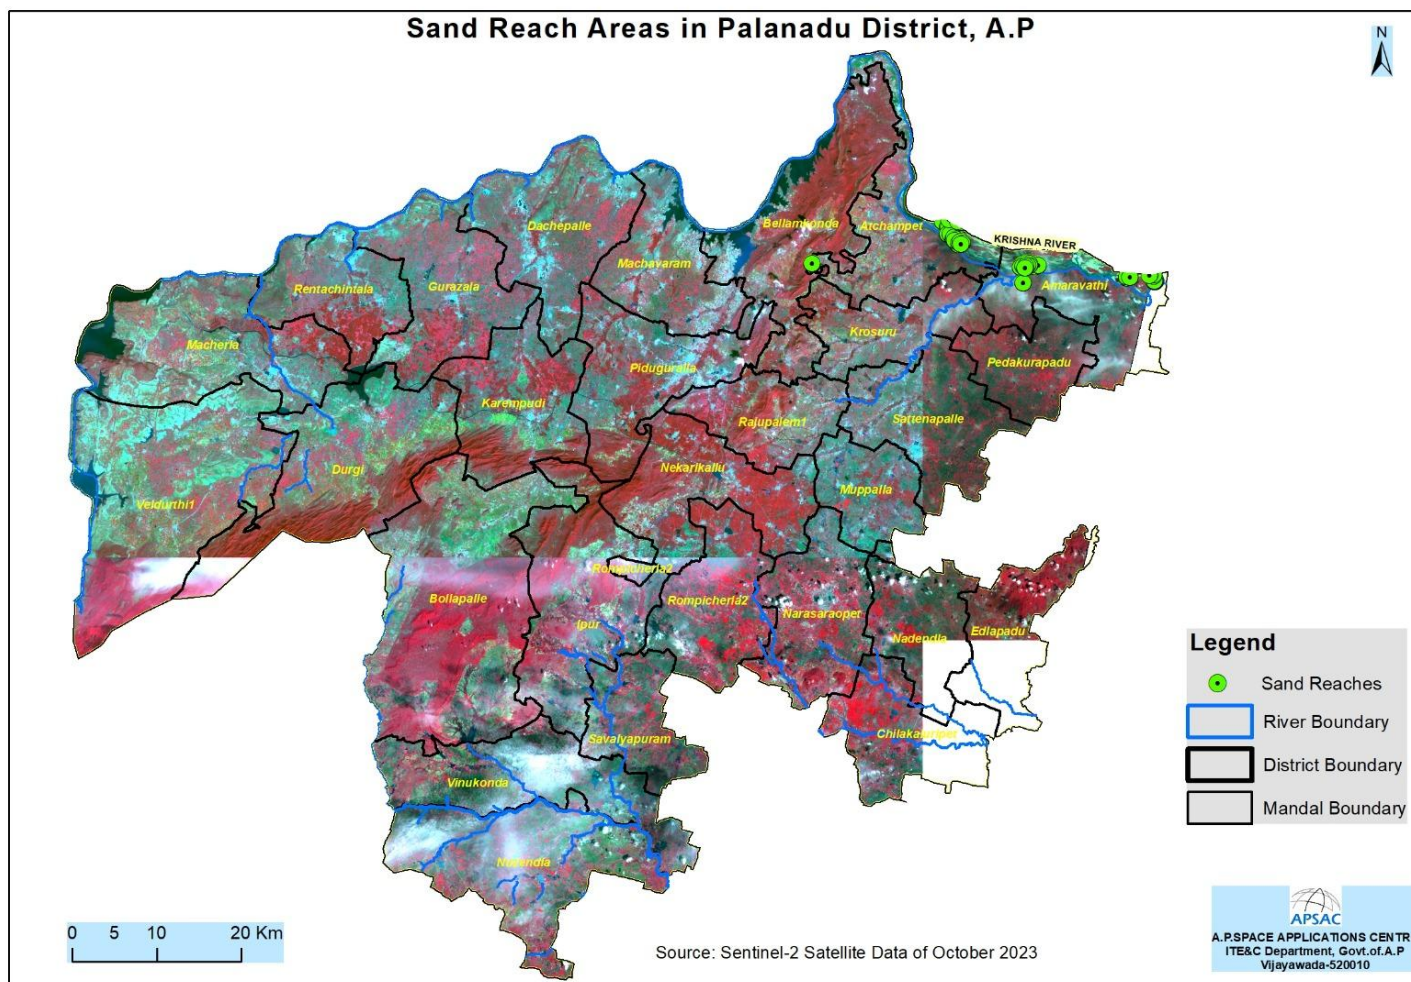 Sand Reach Areas in Palanadu District, A.P
N
Bellamkonda
Atchampet
Dachepalle
KRISHNA RIVER
Machavaram
Amaravathi
Rentachintala
Gurazala
Macherla
Krosuru
Pedakurapadu
Piduguralla
Karempudi
Rajupalem1
Sattenapalle
Durgi
Nekarikallu
Muppalla
Veldurthi1
Rompicherla2
Bollapalle
Rompicherla2
Narasaraopet
Ipur
Nadendla
Edlapadu
Savalyapuram
Chilakaluripet
Vinukonda
Legend
Sand Reaches
River Boundary
District Boundary
Mandal Boundary
0 5 10 20 Km
Source: Sentinel-2 Satellite Data of October 2023
APSAC
A.P.SPACE APPLICATIONS CENTR
ITE&C Department, Govt.of.A.P
Vijayawada-520010